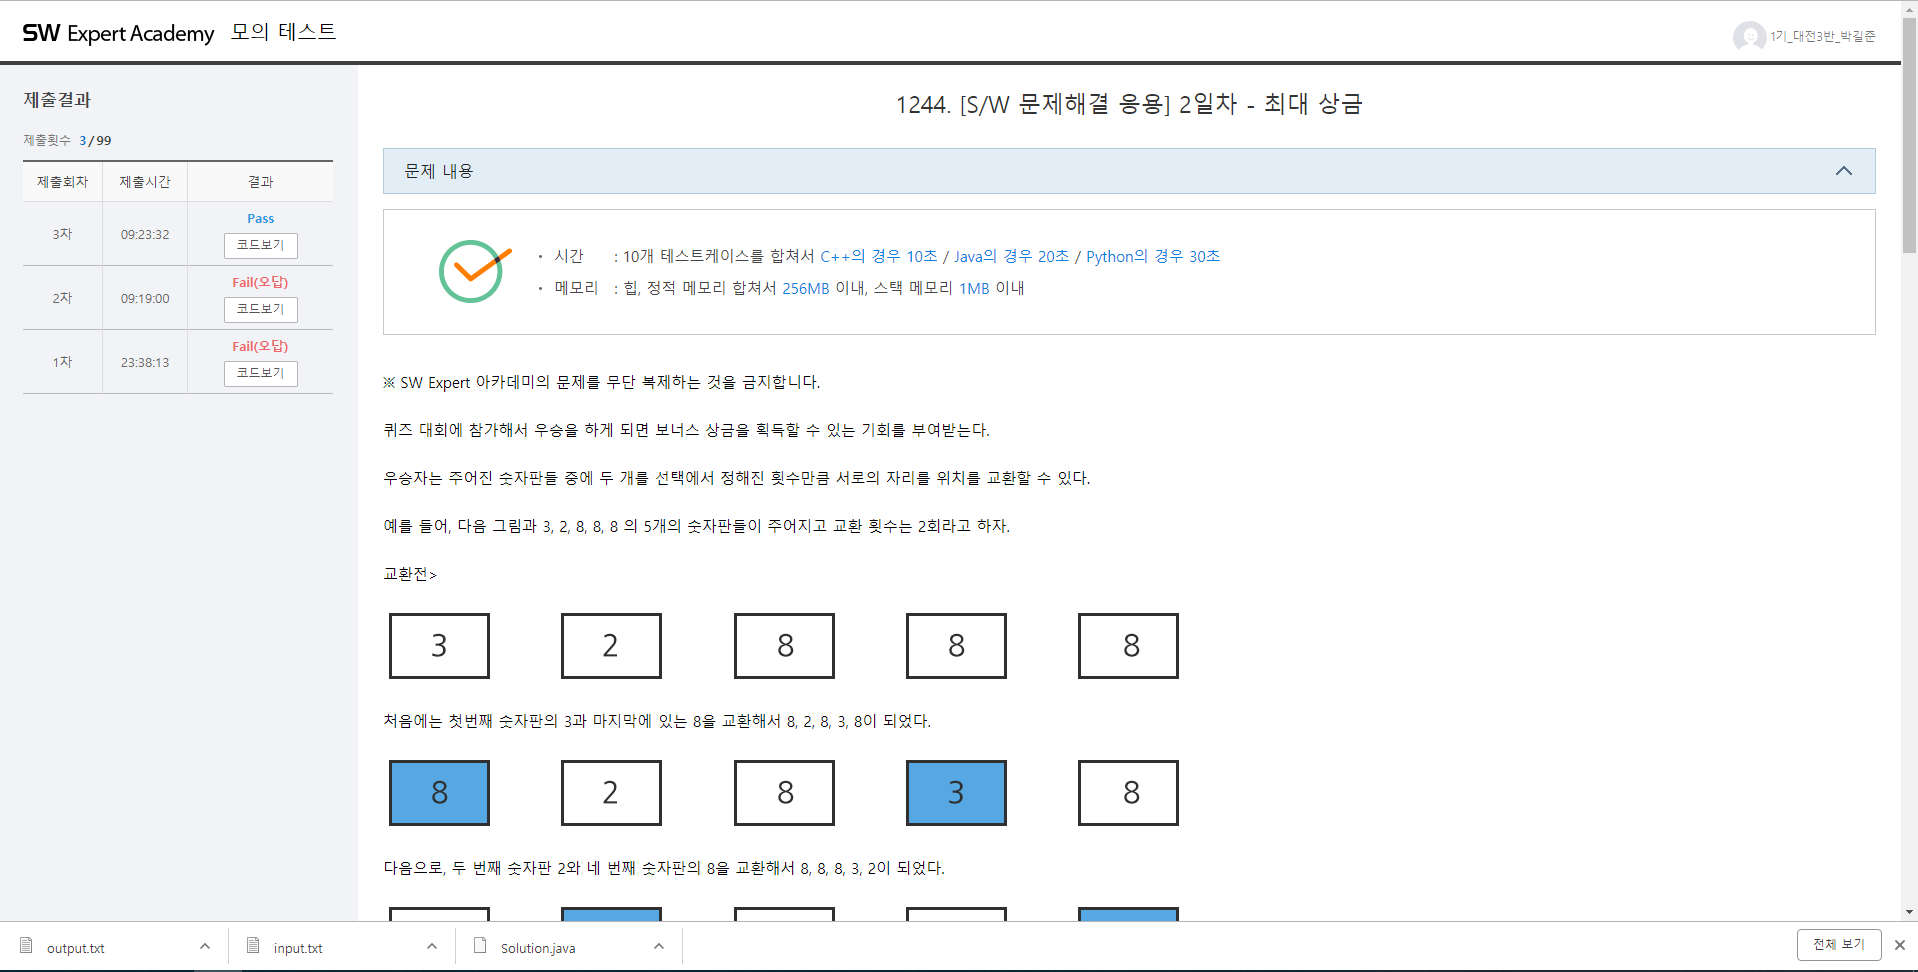 SW Expert Academy 모의 테스트
1기_대전3반_박길준
제출결과
제출횟수 3/99
제출회차 제출시간 결과
3차 09:23:32 Pass
코드보기
2차 09:19:00 Fail(오답)
코드보기
1차 23:38:13 Fail(오답)
코드보기
1244. [S/W 문제해결 응용] 2일차 - 최대 상금
문제 내용
· 시간 : 10개 테스트케이스를 합쳐서 C++의 경우 10초 / Java의 경우 20초 / Python의 경우 30초
· 메모리 : 힙, 정적 메모리 합쳐서 256MB 이내, 스택 메모리 1MB 이내
※ SW Expert 아카데미의 문제를 무단 복제하는 것을 금지합니다.
퀴즈 대회에 참가해서 우승을 하게 되면 보너스 상금을 획득할 수 있는 기회를 부여받는다.
우승자는 주어진 숫자판들 중에 두 개를 선택에서 정해진 횟수만큼 서로의 자리를 위치를 교환할 수 있다.
예를 들어, 다음 그림과 3, 2, 8, 8, 8 의 5개의 숫자판들이 주어지고 교환 횟수는 2회라고 하자.
교환전>
3 2 8 8 8
처음에는 첫번째 숫자판의 3과 마지막에 있는 8을 교환해서 8, 2, 8, 3, 8이 되었다.
8 2 8 3 8
다음으로, 두 번째 숫자판 2와 네 번째 숫자판의 8을 교환해서 8, 8, 8, 3, 2이 되었다.
output.txt input.txt Solution.java 전체 보기